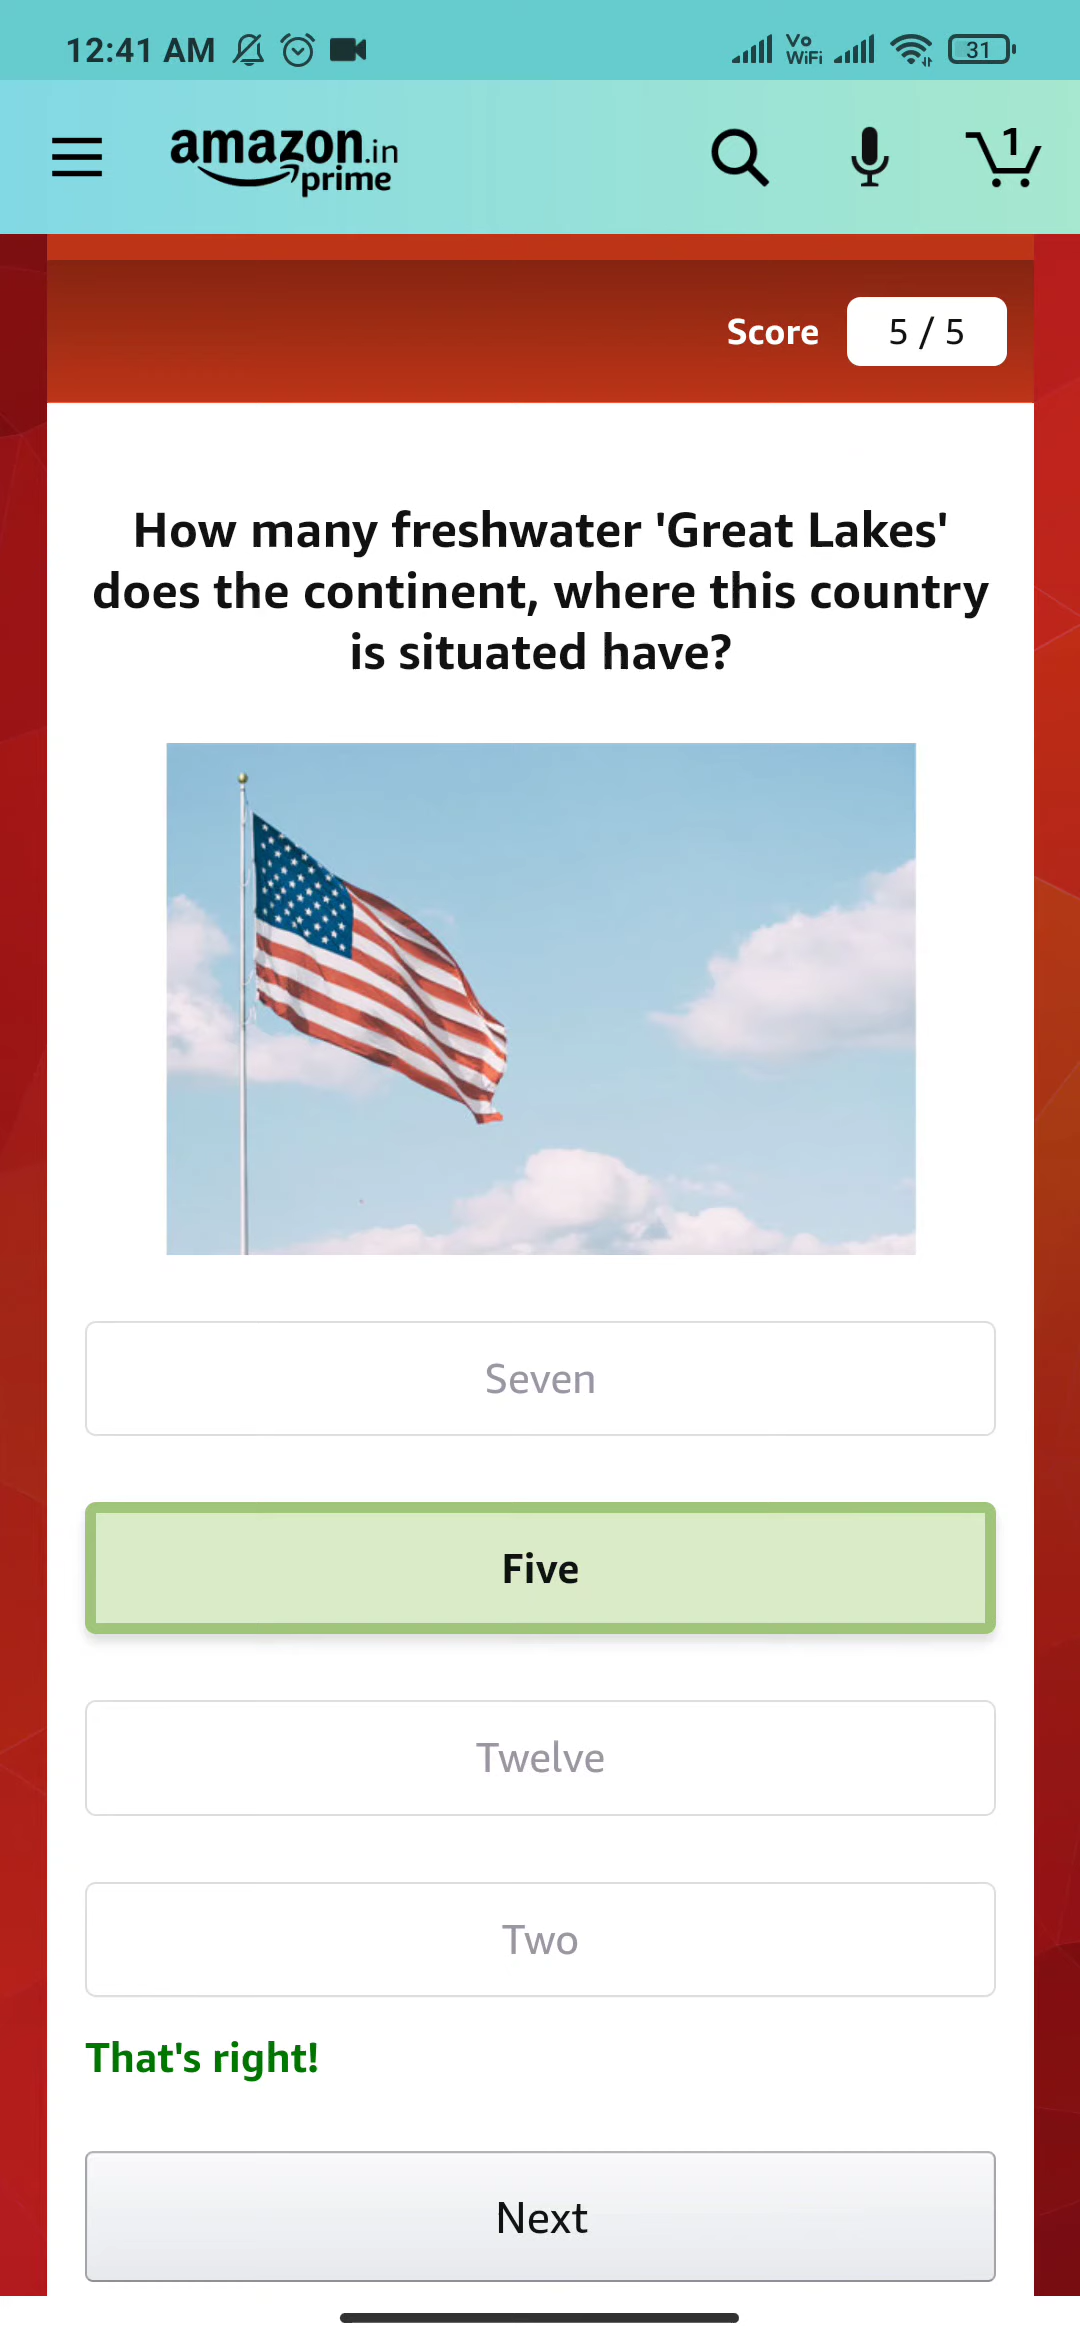 12:41 AM
Vo
WiFi
31
amazon.in
prime
1
Score
5 / 5
How many freshwater 'Great Lakes'
does the continent, where this country
is situated have?
Seven
Five
Twelve
Two
That's right!
Next